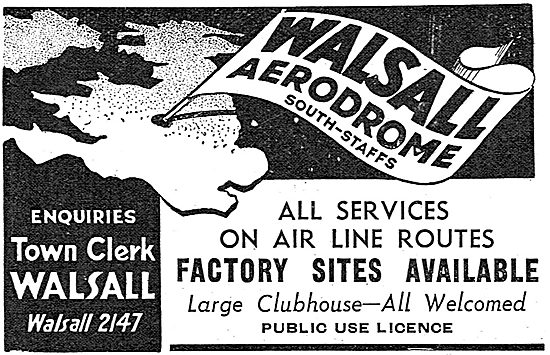 WALSALL
AERODROME
SOUTH-STAFFS
ENQUIRIES
Town Clerk
WALSALL
Walsall 2147
ALL SERVICES
ON AIR LINE ROUTES
FACTORY SITES AVAILABLE
Large Clubhouse—All Welcomed
PUBLIC USE LICENCE